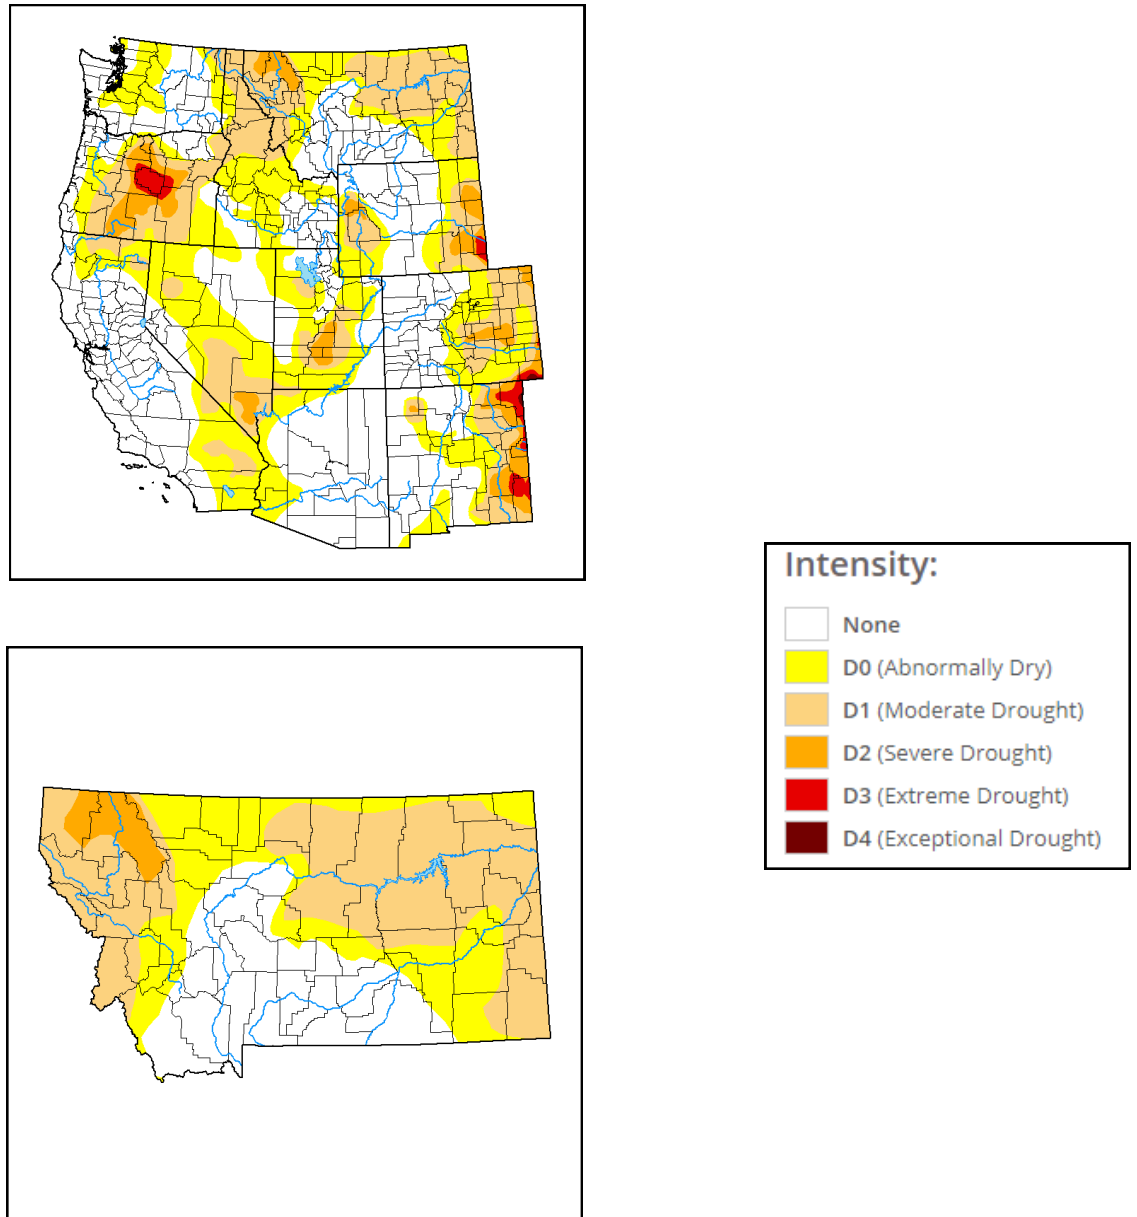 Intensity:
None
D0 (Abnormally Dry)
D1 (Moderate Drought)
D2 (Severe Drought)
D3 (Extreme Drought)
D4 (Exceptional Drought)